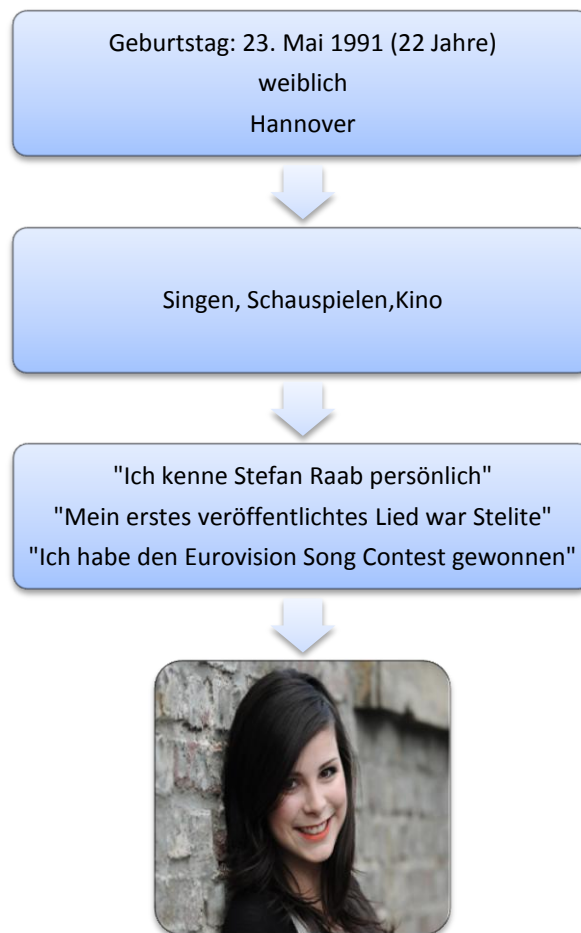 Geburtstag: 23. Mai 1991 (22 Jahre)
weiblich
Hannover
Singen, Schauspielen,Kino
"Ich kenne Stefan Raab persönlich"
"Mein erstes veröffentlichtes Lied war Stelite"
"Ich habe den Eurovision Song Contest gewonnen"